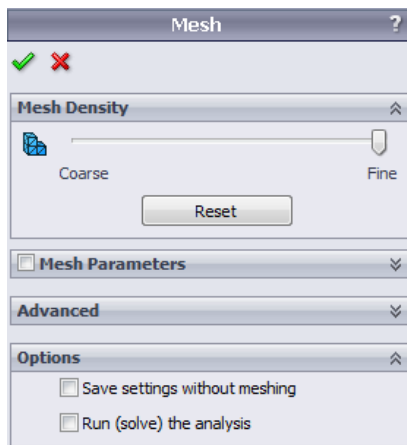 Mesh ?
Mesh Density
Coarse Fine
Reset
Mesh Parameters
Advanced
Options
Save settings without meshing
Run (solve) the analysis